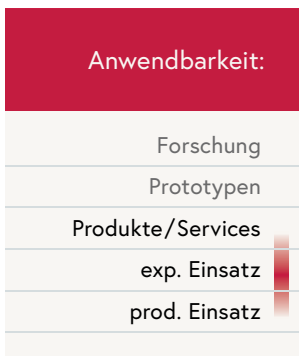 Anwendbarkeit:
Forschung
Prototypen
Produkte/Services
exp. Einsatz
prod. Einsatz